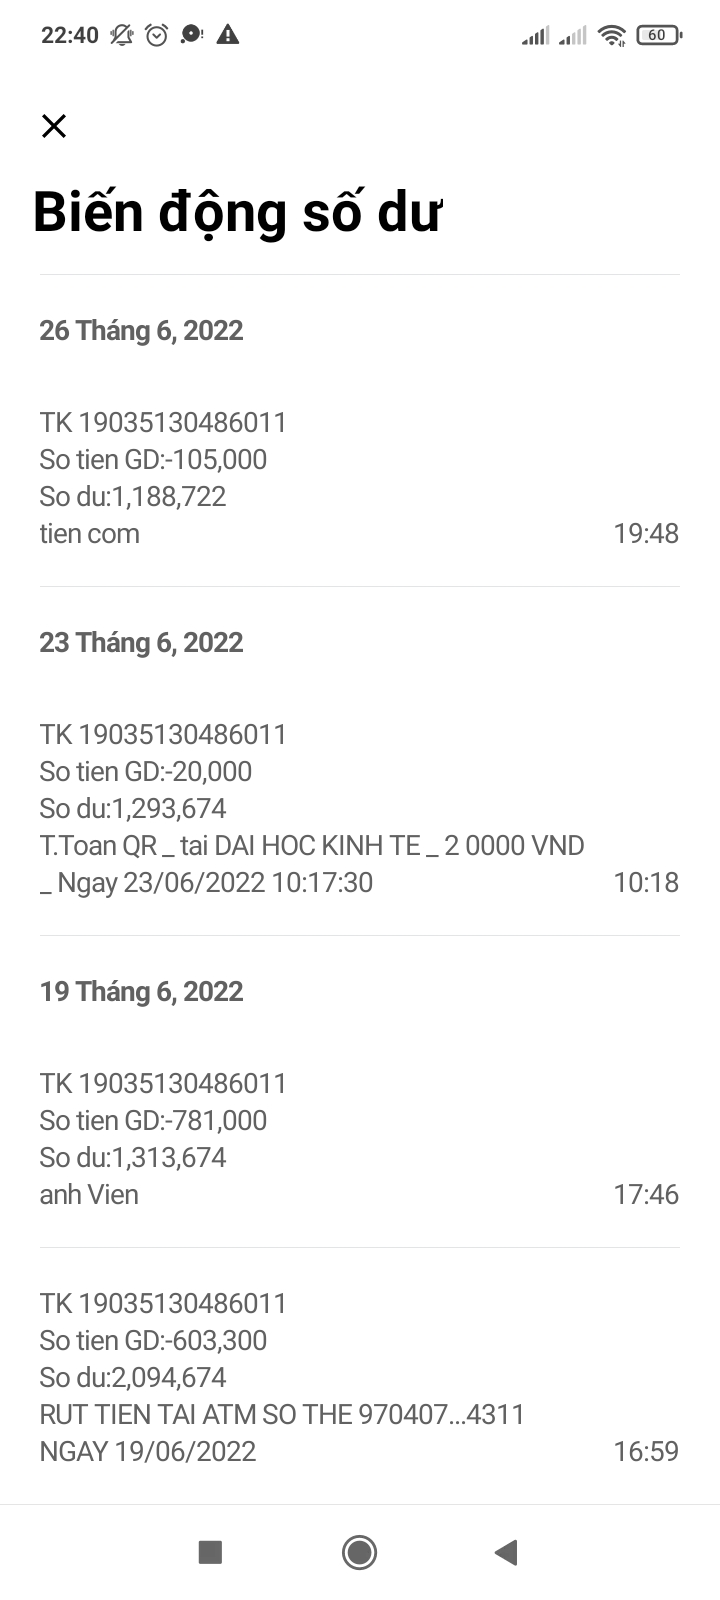 22:40
60
Biến động số dư
26 Tháng 6, 2022
TK 19035130486011
So tien GD:-105,000
So du:1,188,722
tien com 19:48
23 Tháng 6, 2022
TK 19035130486011
So tien GD:-20,000
So du:1,293,674
T.Toan QR _ tai DAI HOC KINH TE _ 2 0000 VND
_ Ngay 23/06/2022 10:17:30 10:18
19 Tháng 6, 2022
TK 19035130486011
So tien GD:-781,000
So du:1,313,674
anh Vien 17:46
TK 19035130486011
So tien GD:-603,300
So du:2,094,674
RUT TIEN TAI ATM SO THE 970407...4311
NGAY 19/06/2022 16:59